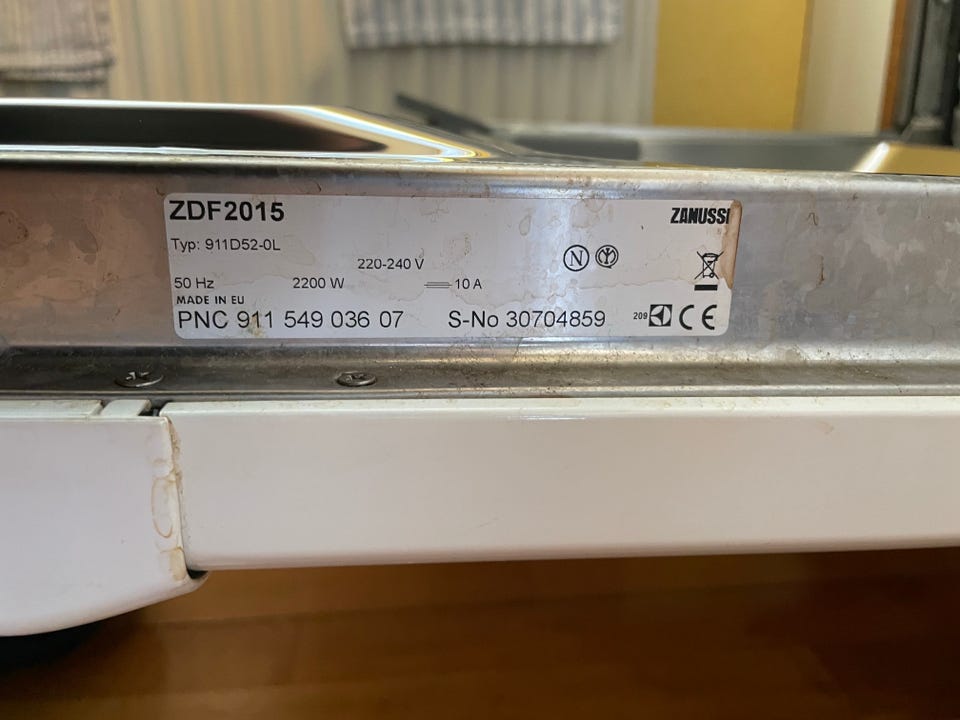 ZDF2015 ZANUSSI
Typ: 911D52-0L
220-240 V
50 Hz 2200 W 10 A
MADE IN EU
PNC 911 549 036 07 S-No 30704859 209 CE
N